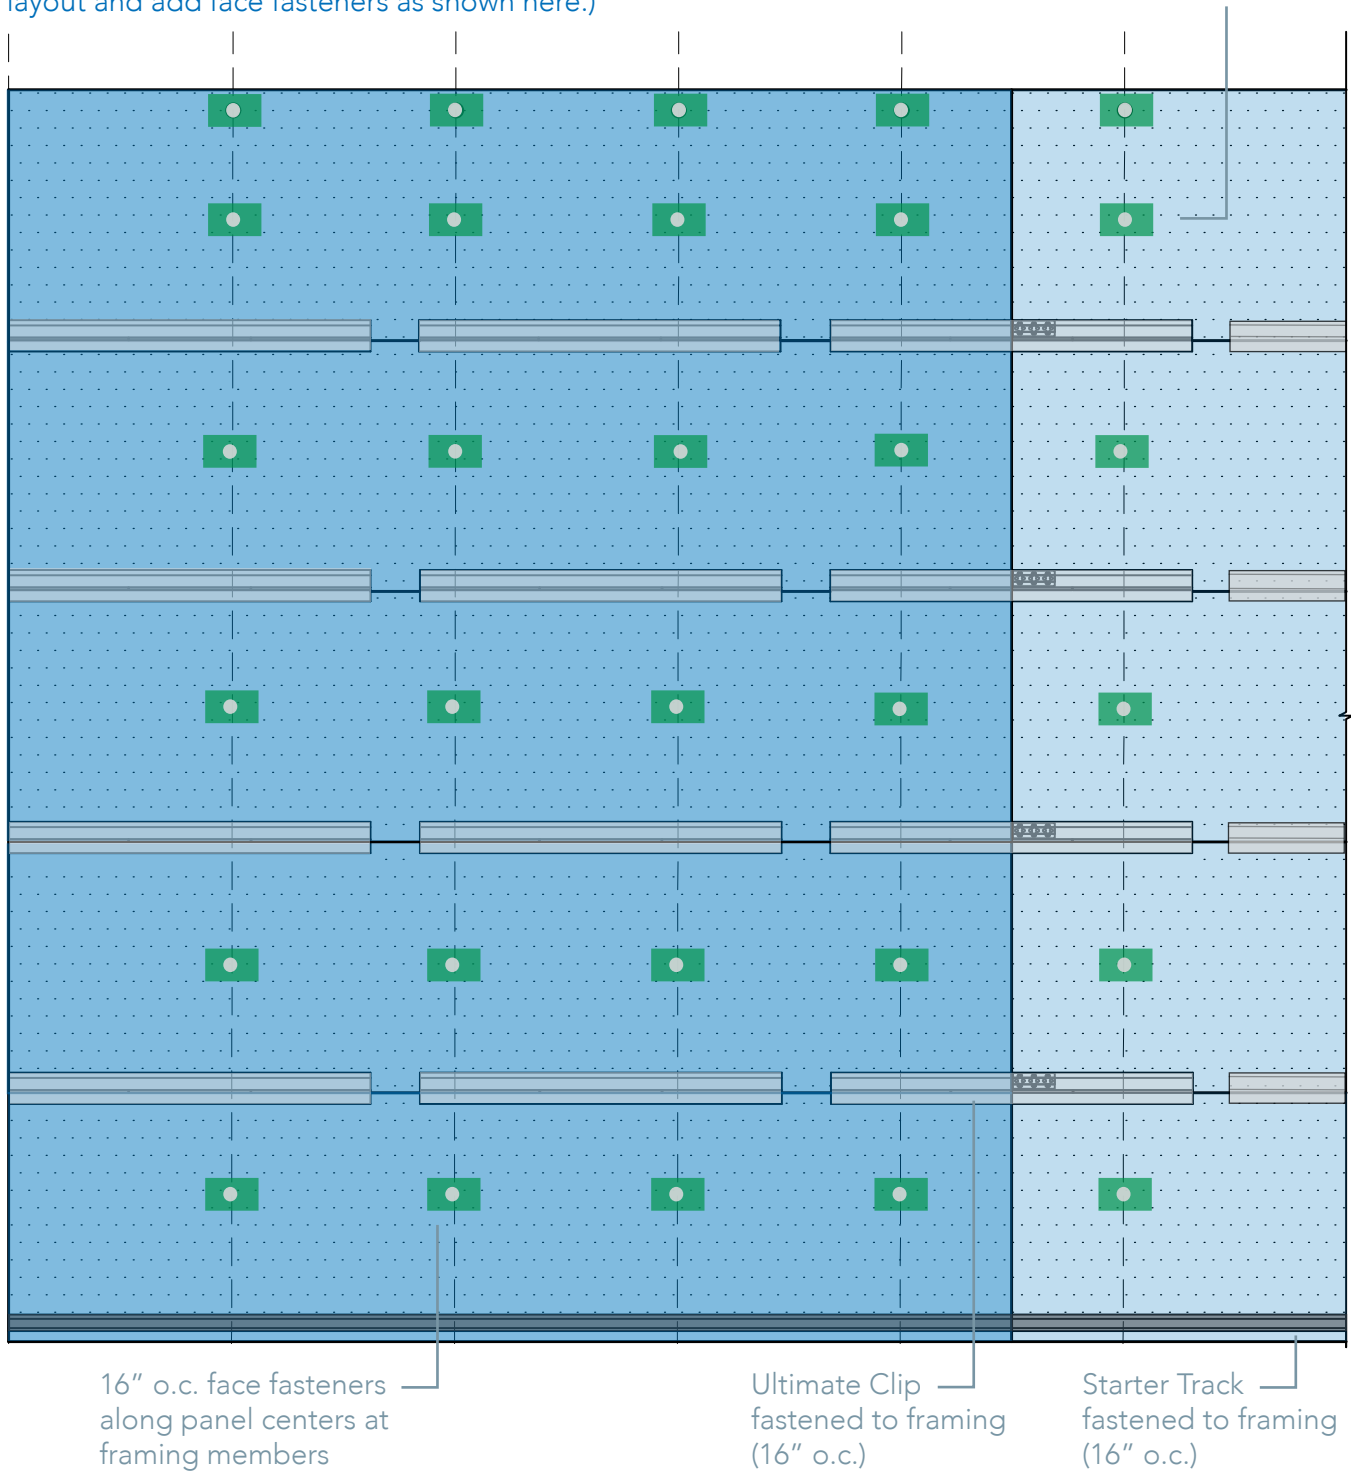 layout and add face fasteners as shown here.)
16” o.c. face fasteners
along panel centers at
framing members
Ultimate Clip
fastened to framing
(16” o.c.)
Starter Track
fastened to framing
(16” o.c.)